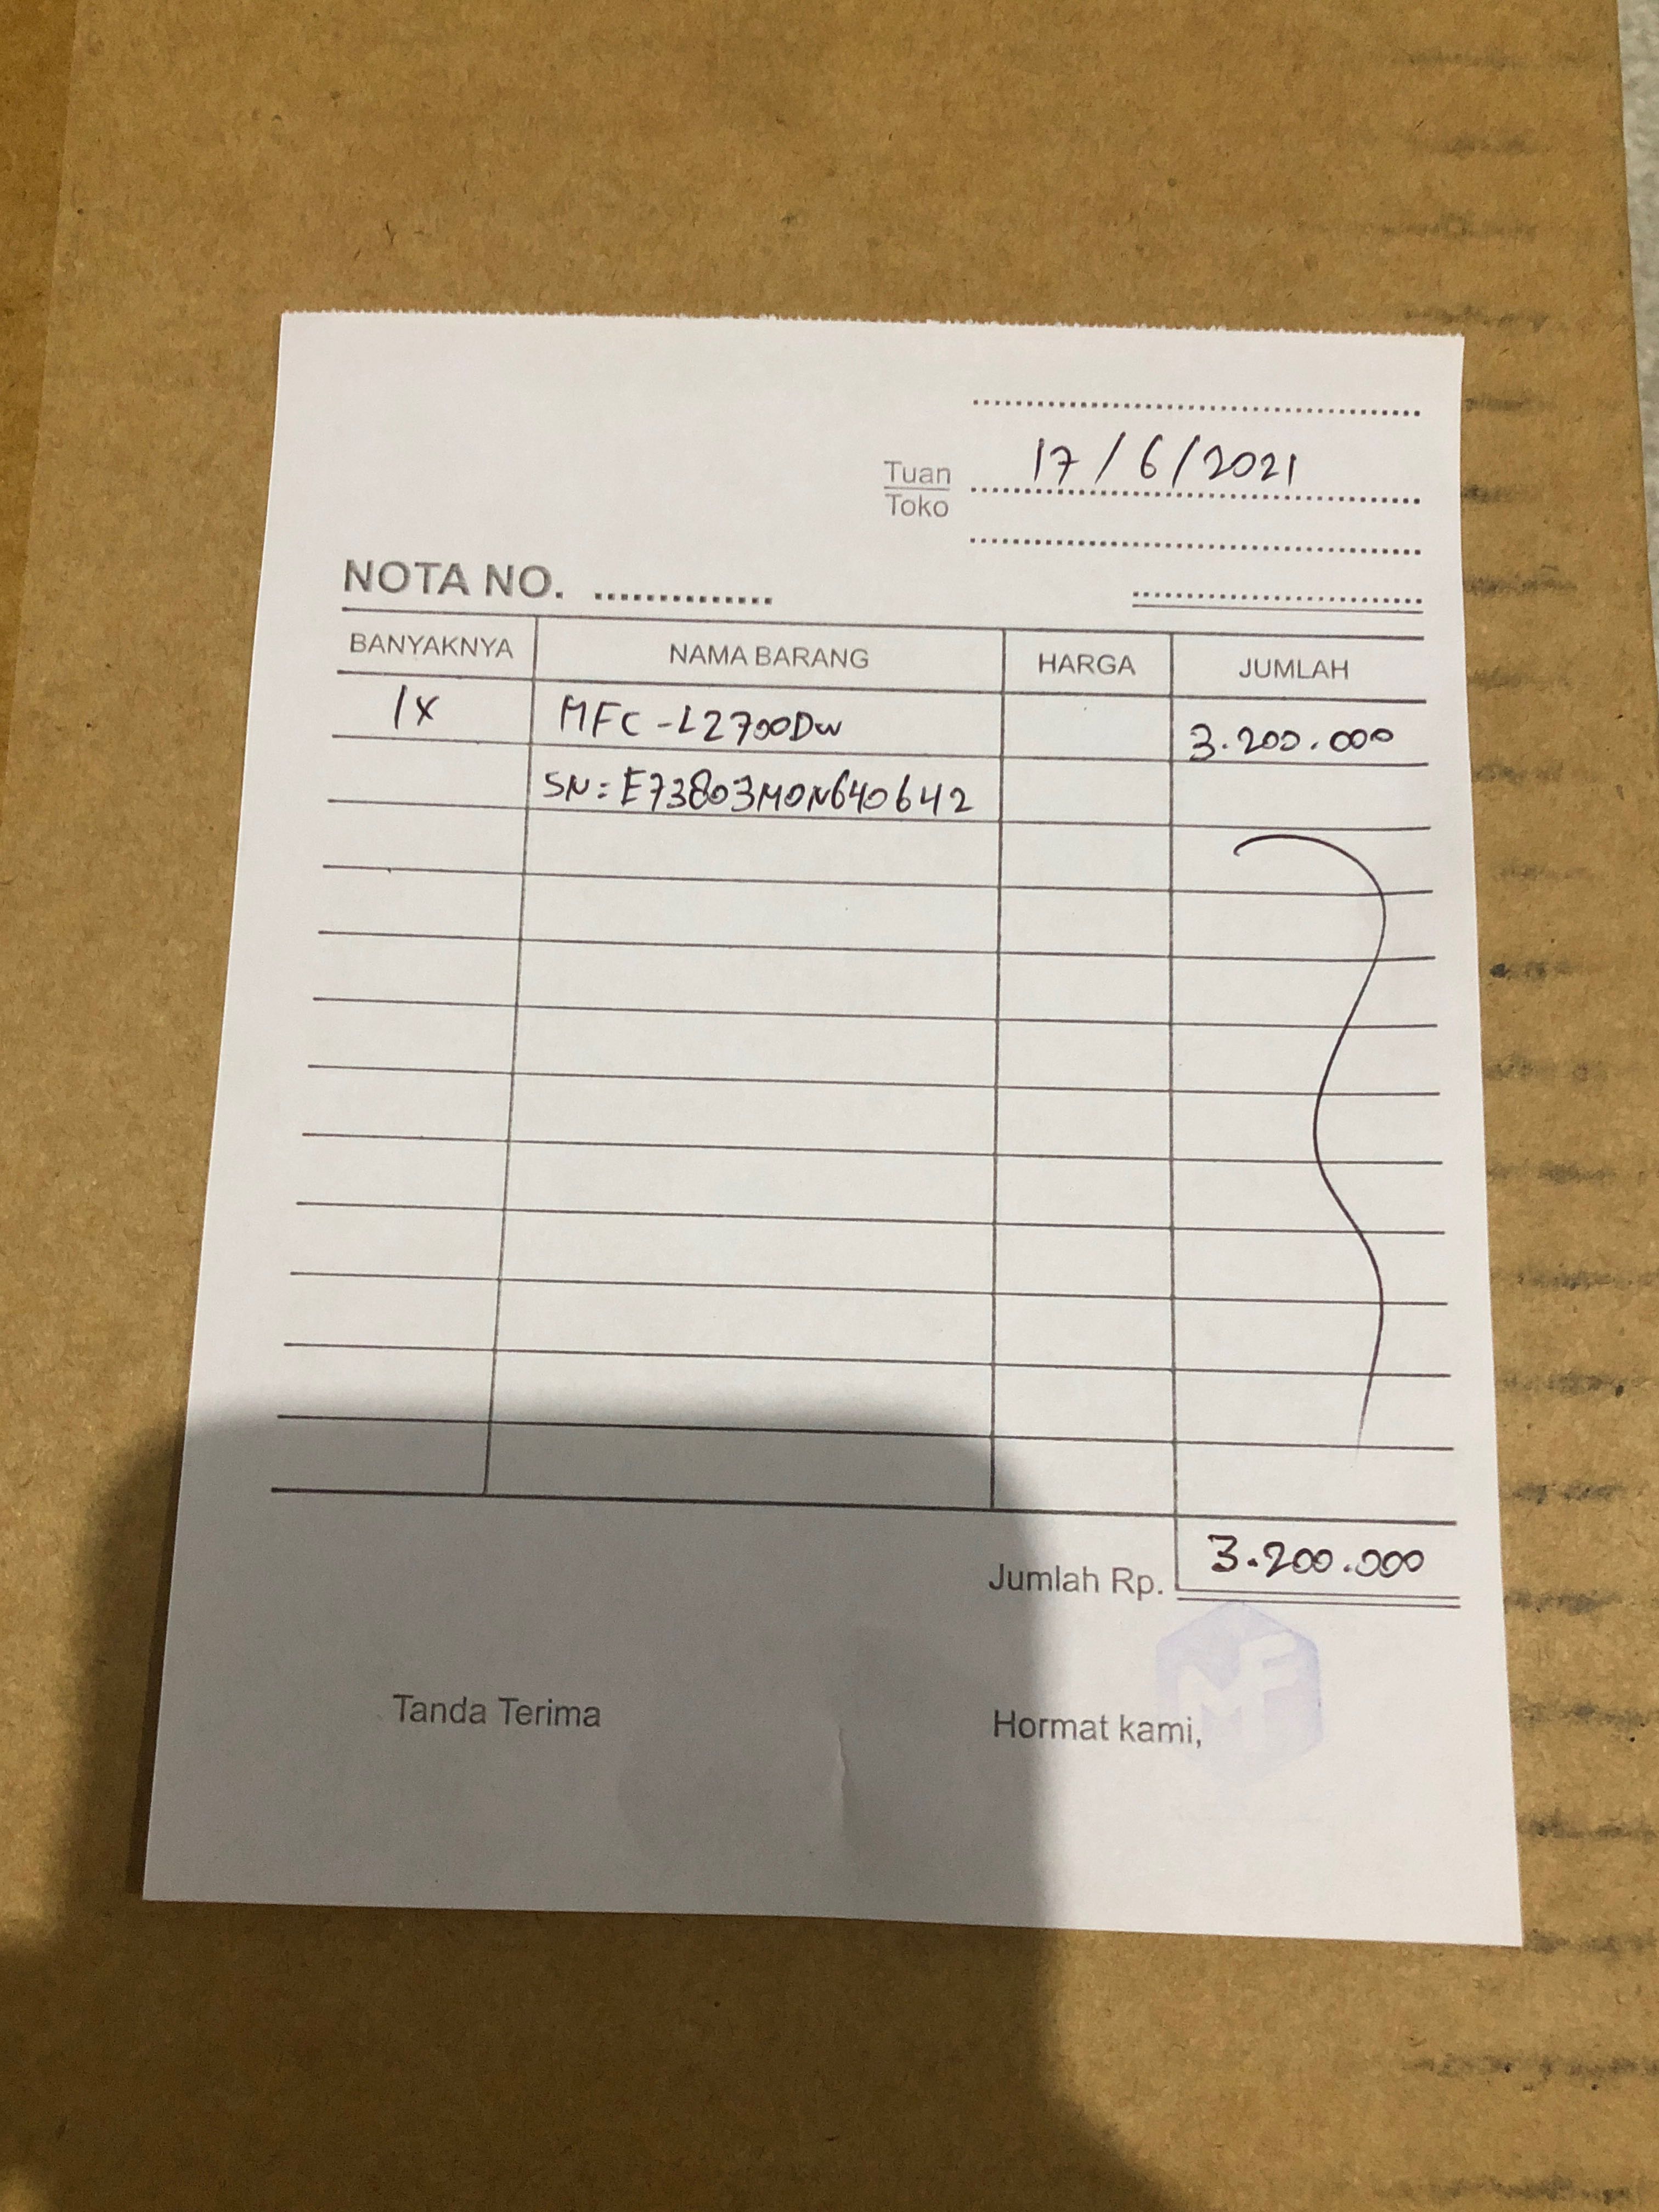 17/6/2021
Tuan
Toko
NOTA NO.
BANYAKNYA NAMA BARANG HARGA JUMLAH
1X MFC-L2700DW 3.200.000
SN: E73803M0N640642
Jumlah Rp. 3.200.000
Tanda Terima Hormat kami,
MF